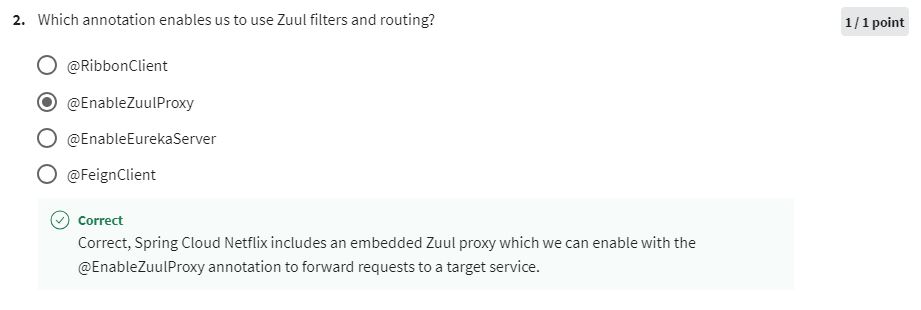 2. Which annotation enables us to use Zuul filters and routing?
1 / 1 point
@RibbonClient
@EnableZuulProxy
@EnableEurekaServer
@FeignClient
Correct
Correct, Spring Cloud Netflix includes an embedded Zuul proxy which we can enable with the
@EnableZuulProxy annotation to forward requests to a target service.